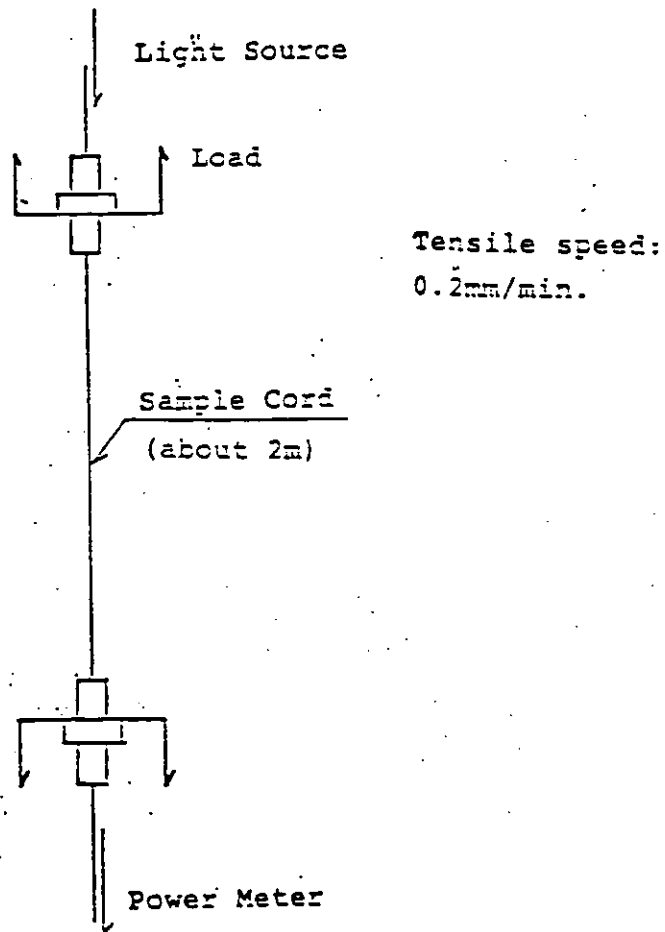 Light Source
Load
Tensile speed:
0.2mm/min.
Sample Cord
(about 2m)
Power Meter